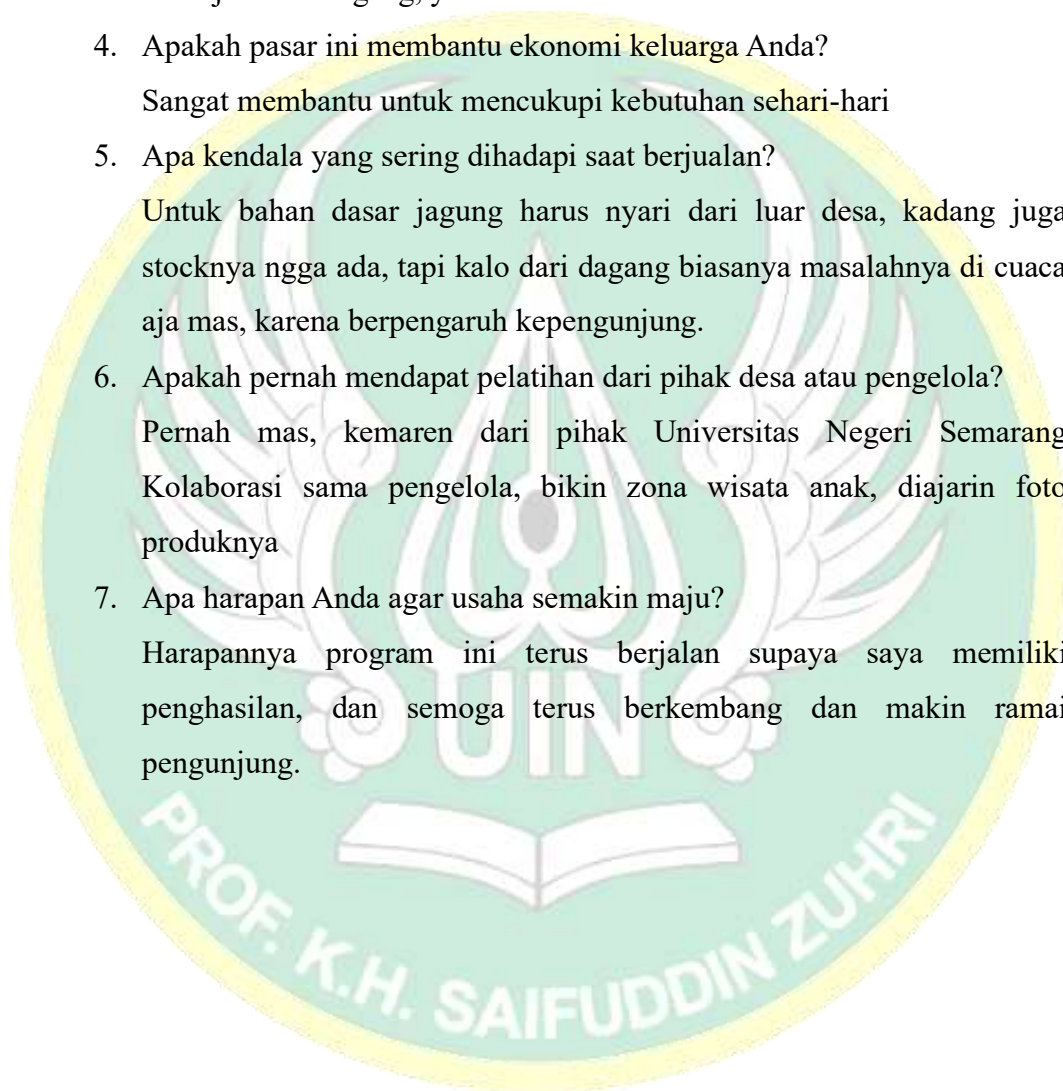 4. Apakah pasar ini membantu ekonomi keluarga Anda?
Sangat membantu untuk mencukupi kebutuhan sehari-hari
5. Apa kendala yang sering dihadapi saat berjualan?
Untuk bahan dasar jagung harus nyari dari luar desa, kadang juga
stocknya ngga ada, tapi kalo dari dagang biasanya masalahnya di cuaca
aja mas, karena berpengaruh kepengunjung.
6. Apakah pernah mendapat pelatihan dari pihak desa atau pengelola?
Pernah mas, kemaren dari pihak Universitas Negeri Semarang
Kolaborasi sama pengelola, bikin zona wisata anak, diajarin foto
produknya
7. Apa harapan Anda agar usaha semakin maju?
Harapannya program ini terus berjalan supaya saya memiliki
penghasilan, dan semoga terus berkembang dan makin ramai
pengunjung.
UIN
PROF. K.H. SAIFUDDIN ZUHRI